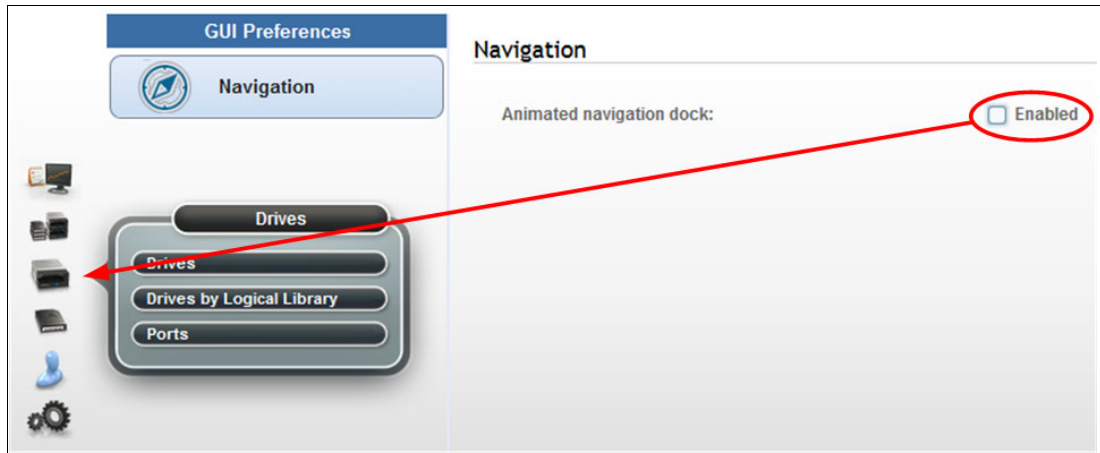 GUI Preferences
Navigation
Navigation
Animated navigation dock:
Enabled
Drives
Drives
Drives by Logical Library
Ports